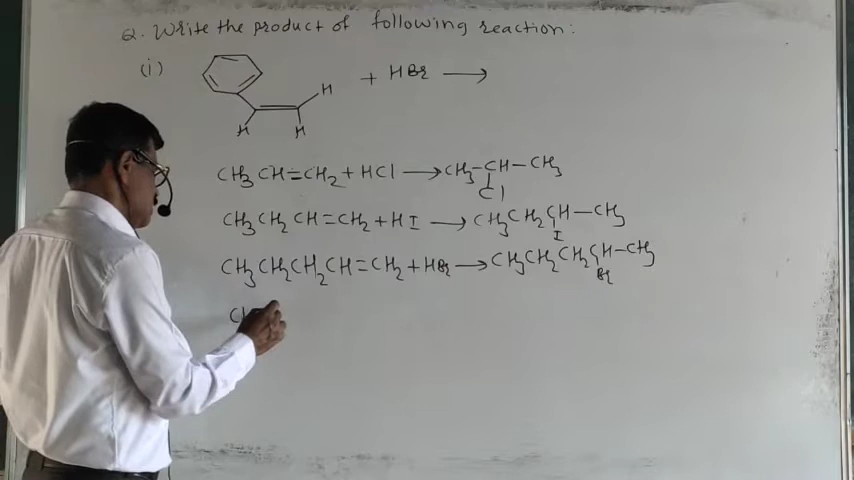 Q. Write the product of following reaction:
(i)
H H H + HBr ⟶
CH₃CH=CH₂+HCl ⟶ CH₃-CH-CH₃
Cl
CH₃CH₂CH=CH₂+HI ⟶ CH₃CH₂CH-CH₃
I
CH₃CH₂CH₂CH=CH₂+HBr ⟶ CH₃CH₂CH₂CH-CH₃
Br